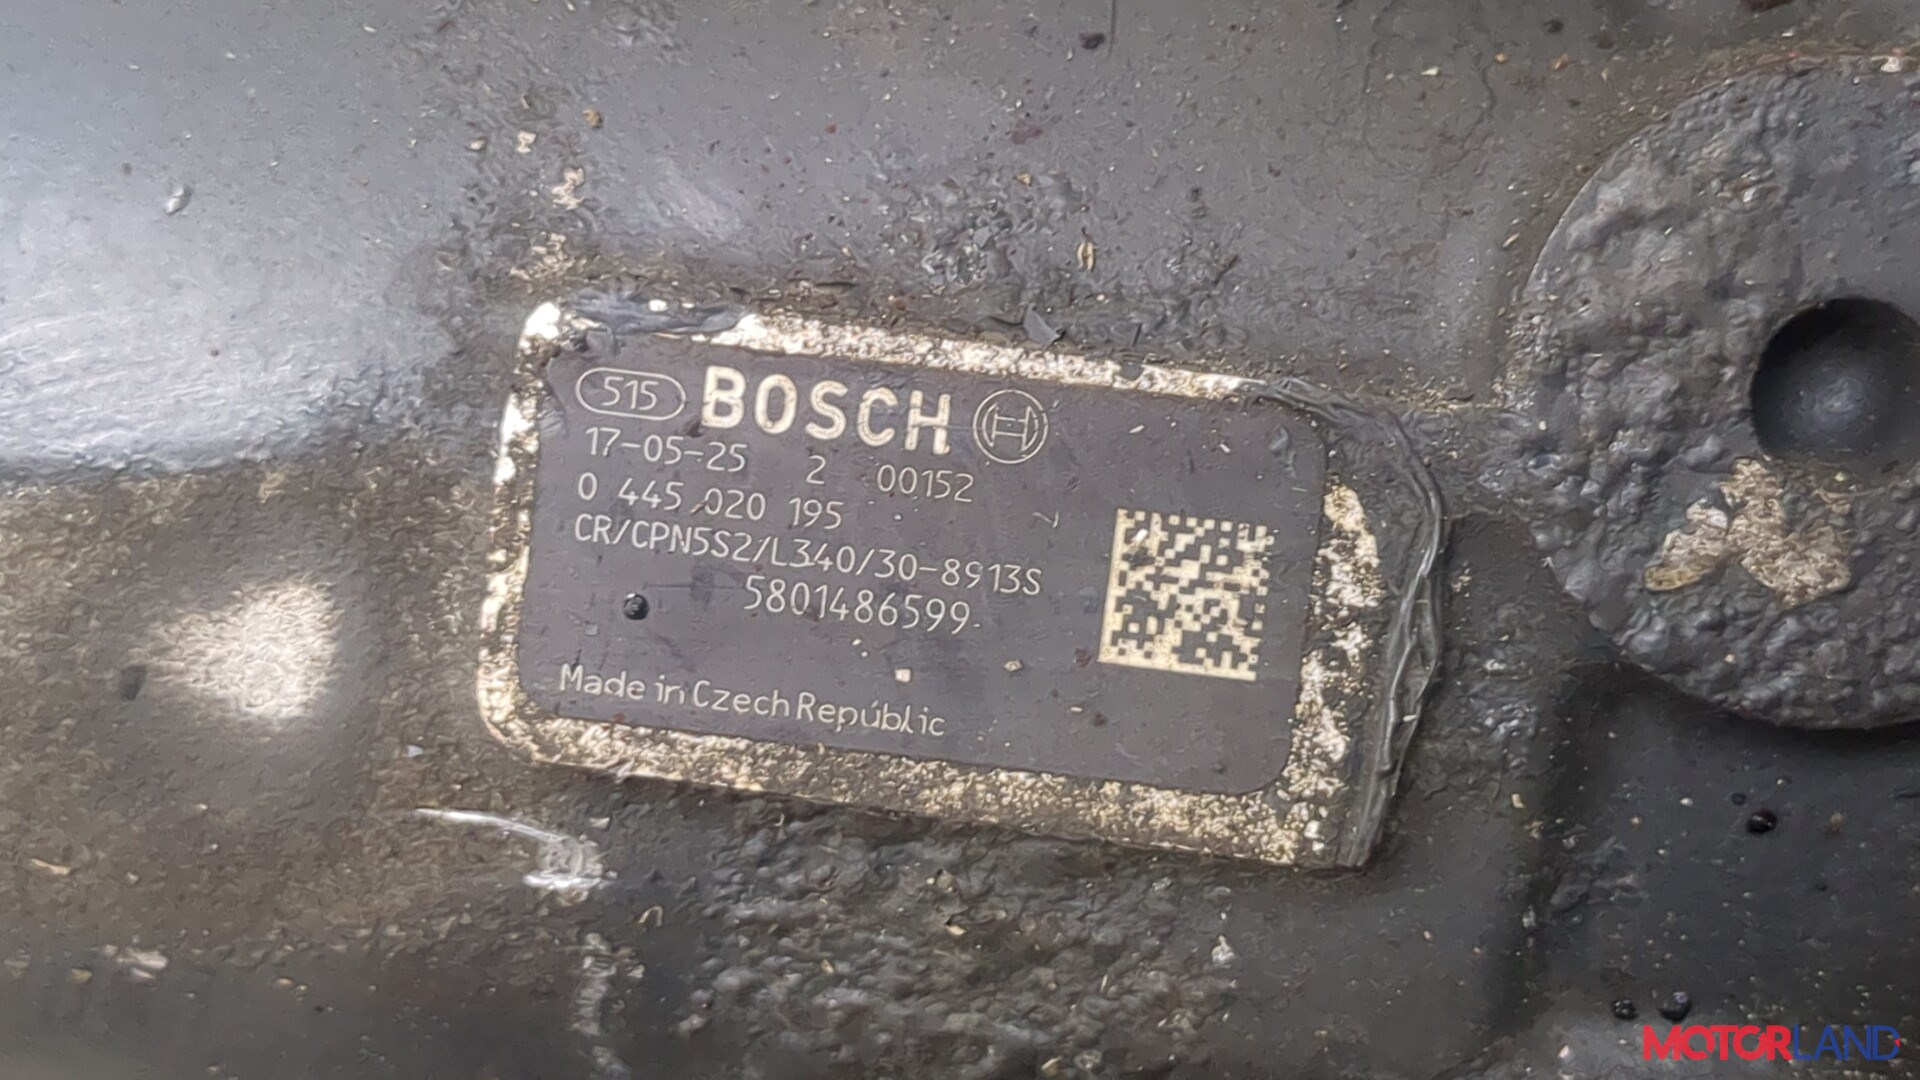 515 BOSCH
17-05-25 2 00152
0 445 020 195
CR/CPN5S2/L340/30-8913S
5801486599
Made in Czech Republic
MOTORLAND